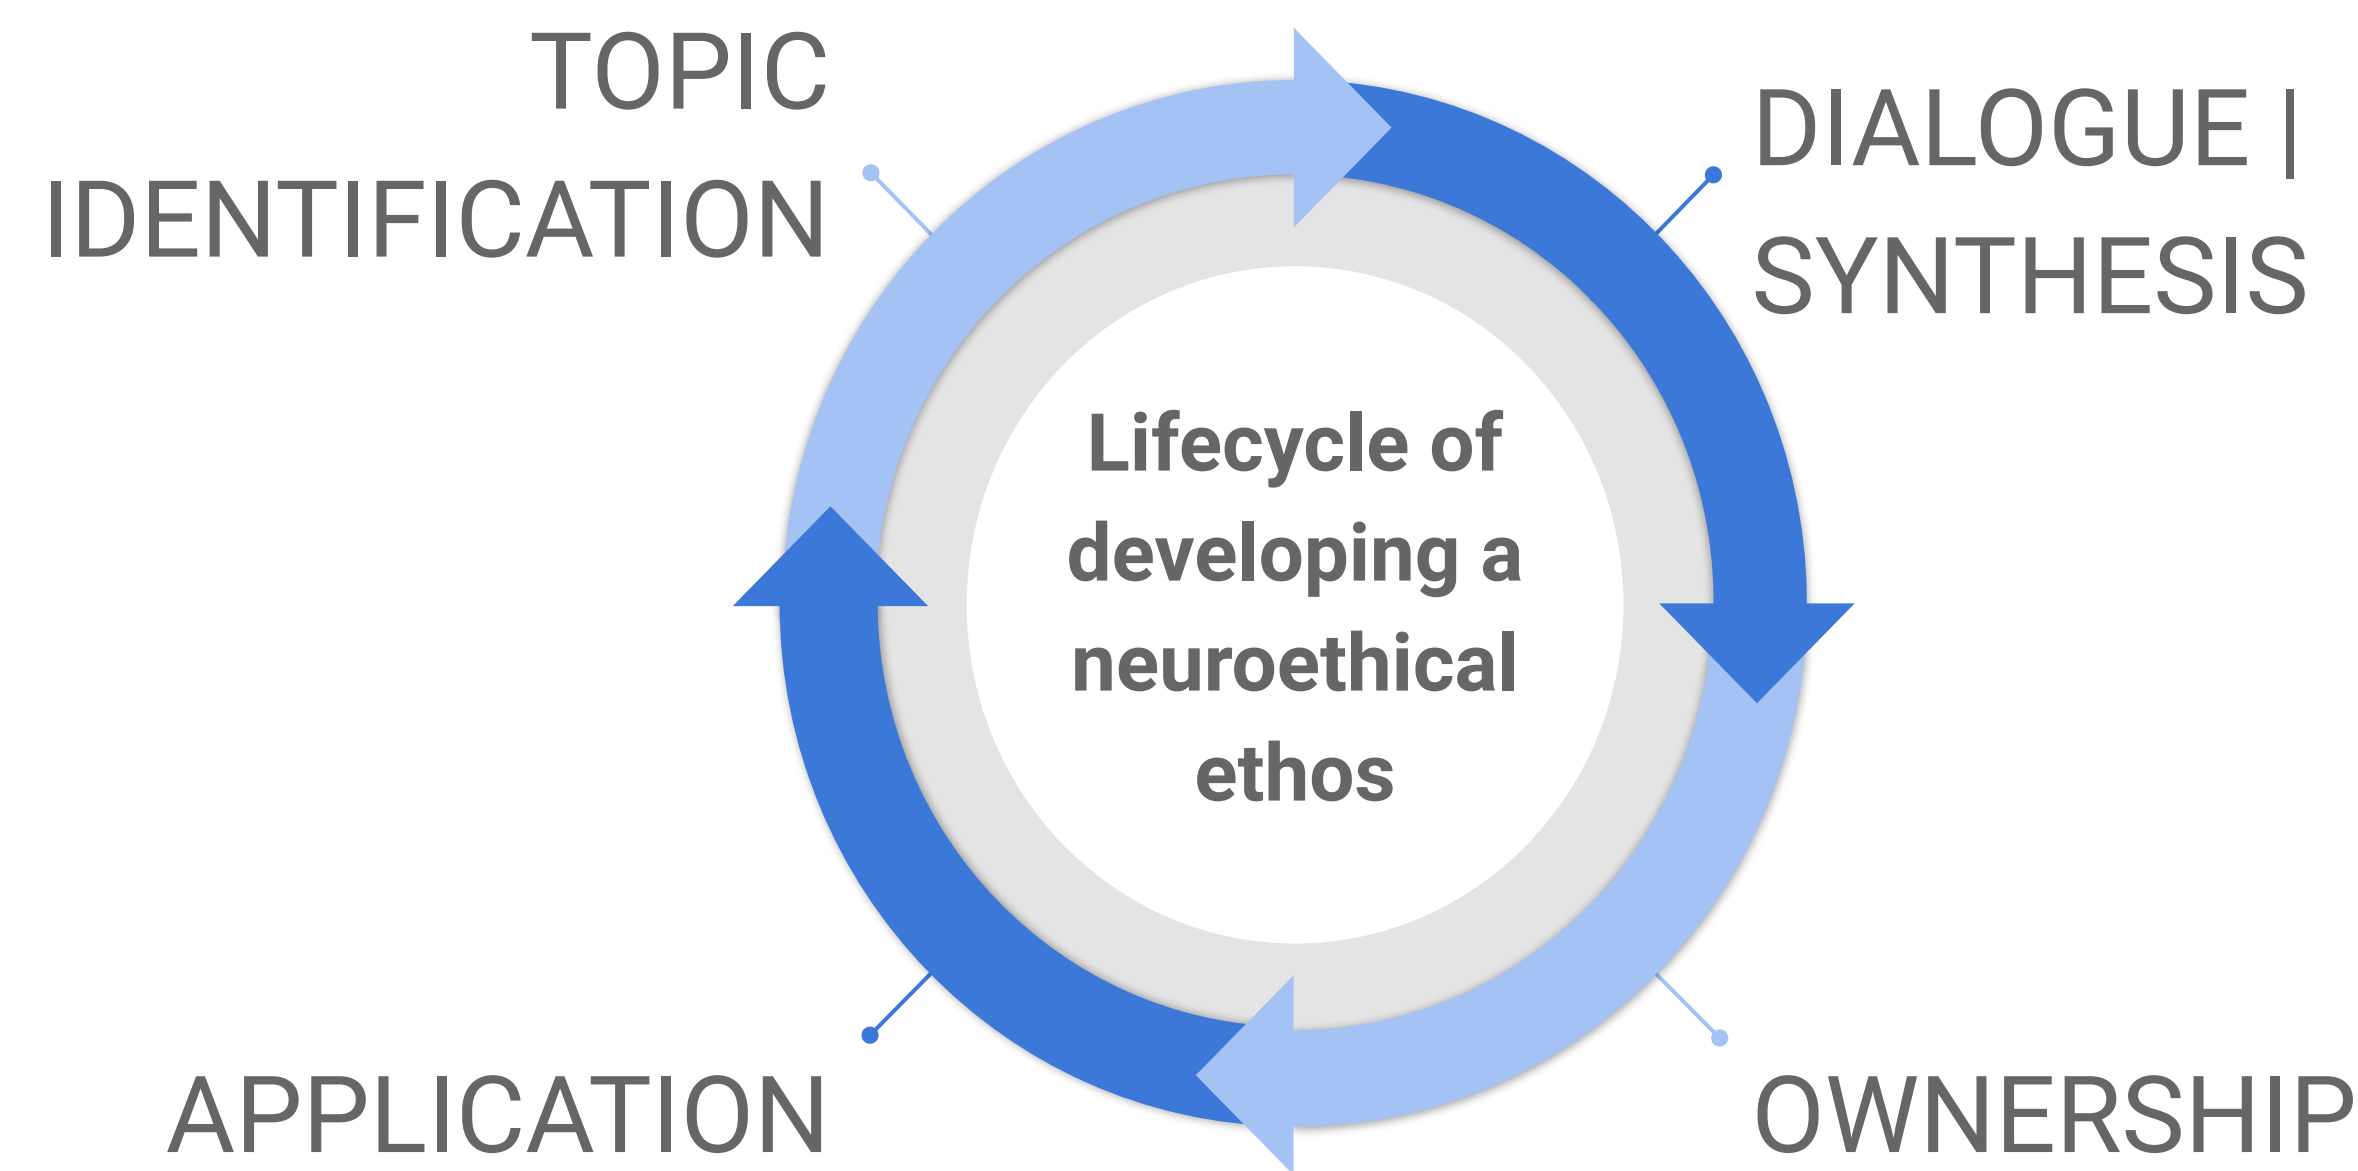 TOPIC
IDENTIFICATION
DIALOGUE |
SYNTHESIS
Lifecycle of
developing a
neuroethical
ethos
APPLICATION
OWNERSHIP